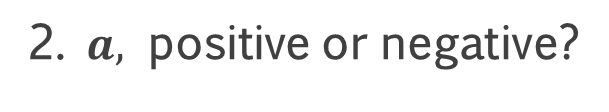 2. a, positive or negative?